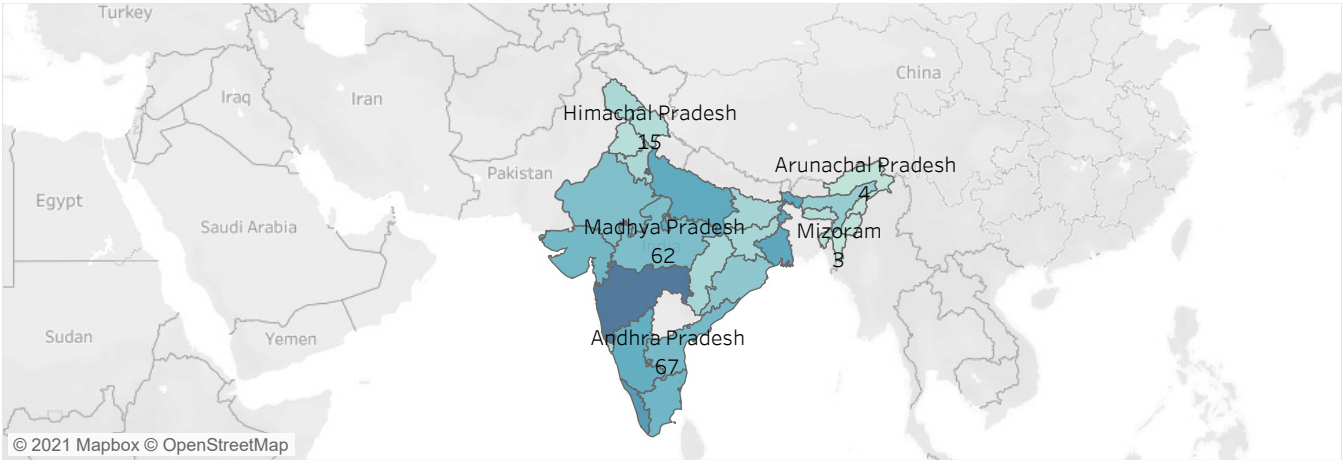 Turkey
China
Himachal Pradesh
15
Iraq
Iran
Pakistan
Arunachal Pradesh
4
Egypt
Saudi Arabia
Madhya Pradesh
India
62
Mizoram
3
Sudan
Yemen
Andhra Pradesh
67
© 2021 Mapbox © OpenStreetMap